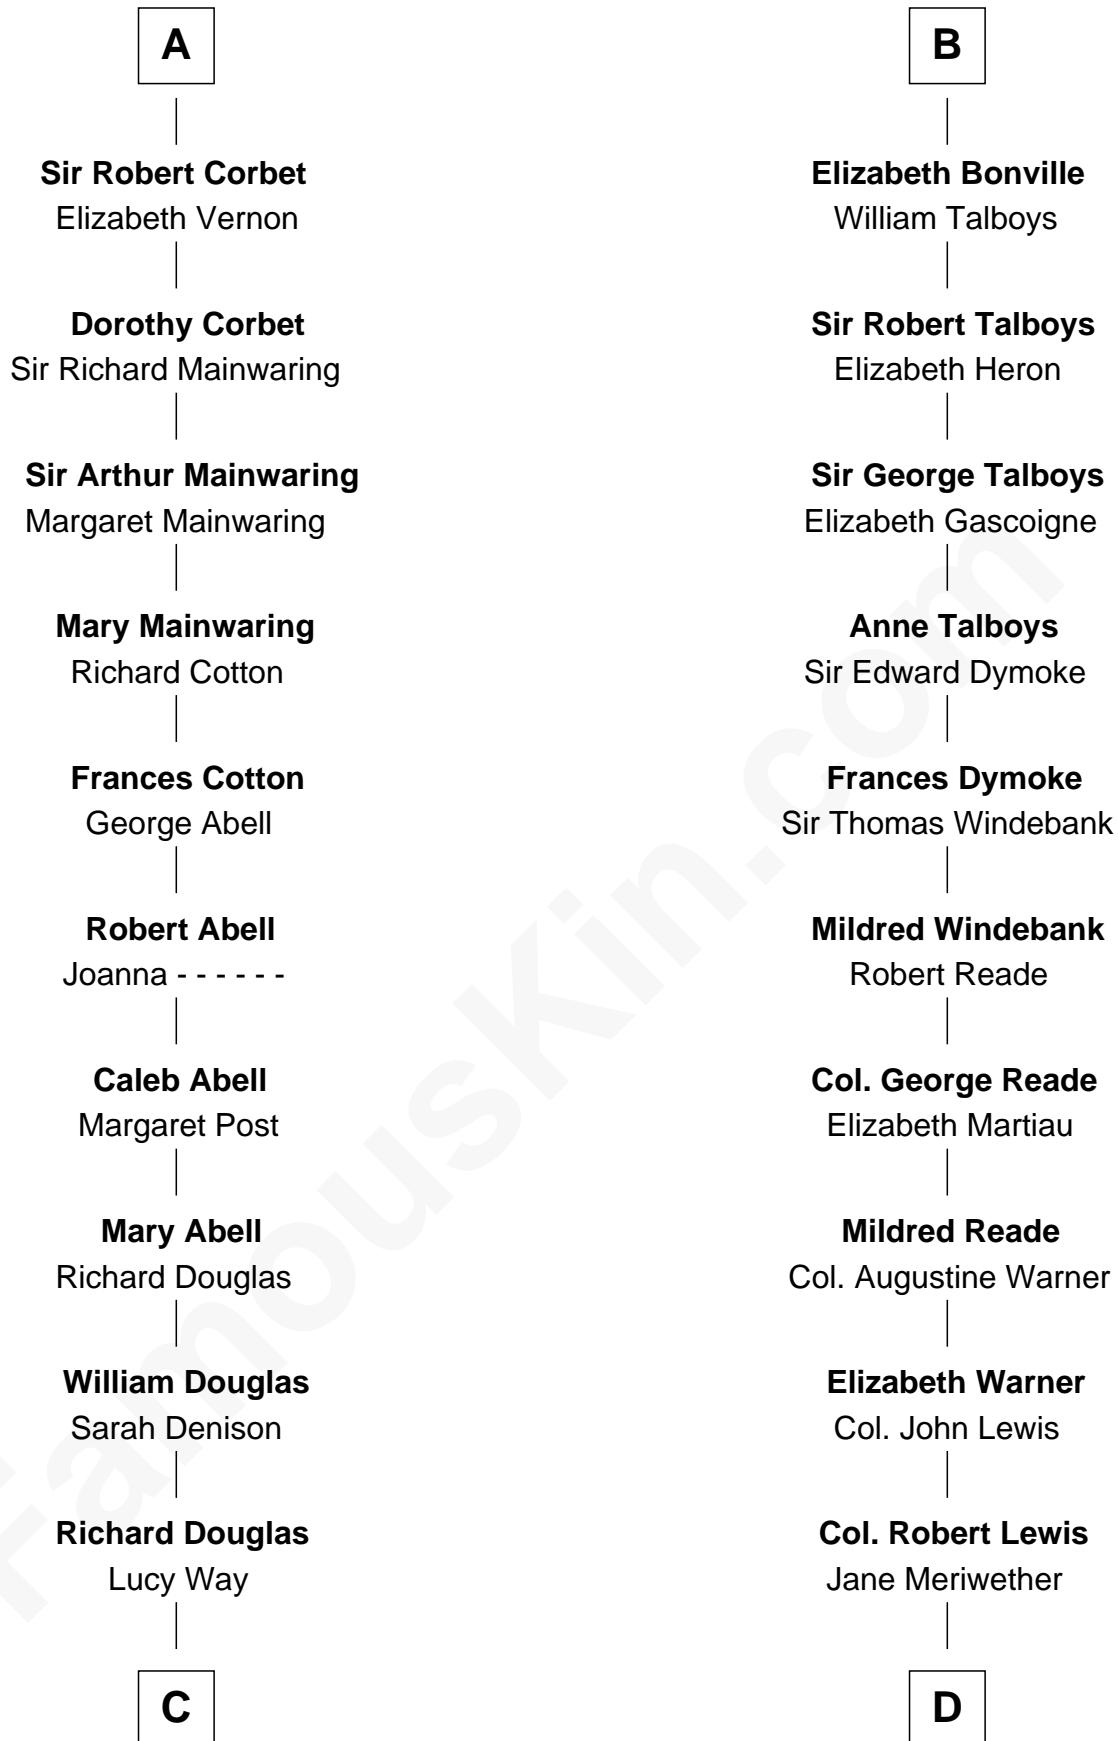 A
Sir Robert Corbet
Elizabeth Vernon
Dorothy Corbet
Sir Richard Mainwaring
Sir Arthur Mainwaring
Margaret Mainwaring
Mary Mainwaring
Richard Cotton
Frances Cotton
George Abell
Robert Abell
Joanna - - - - - -
Caleb Abell
Margaret Post
Mary Abell
Richard Douglas
William Douglas
Sarah Denison
Richard Douglas
Lucy Way
C
B
Elizabeth Bonville
William Talboys
Sir Robert Talboys
Elizabeth Heron
Sir George Talboys
Elizabeth Gascoigne
Anne Talboys
Sir Edward Dymoke
Frances Dymoke
Sir Thomas Windebank
Mildred Windebank
Robert Reade
Col. George Reade
Elizabeth Martiau
Mildred Reade
Col. Augustine Warner
Elizabeth Warner
Col. John Lewis
Col. Robert Lewis
Jane Meriwether
D
FamousKin.com